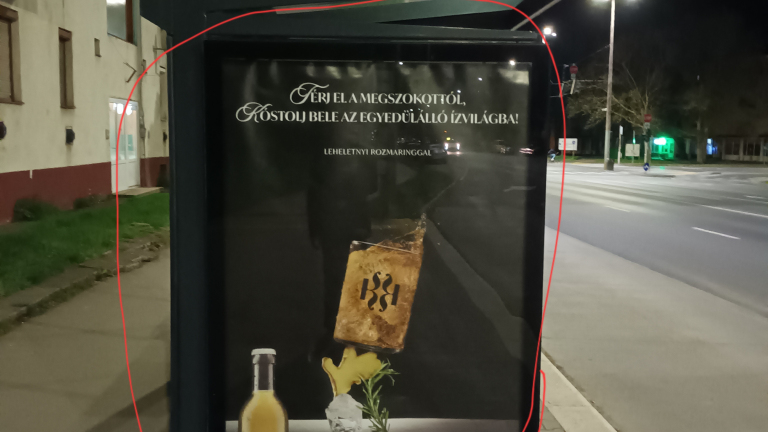 Térj el a megszokottól,
Kóstolj bele az egyedülálló ízvilágba!
LEHELETNYI ROZMARINGGAL